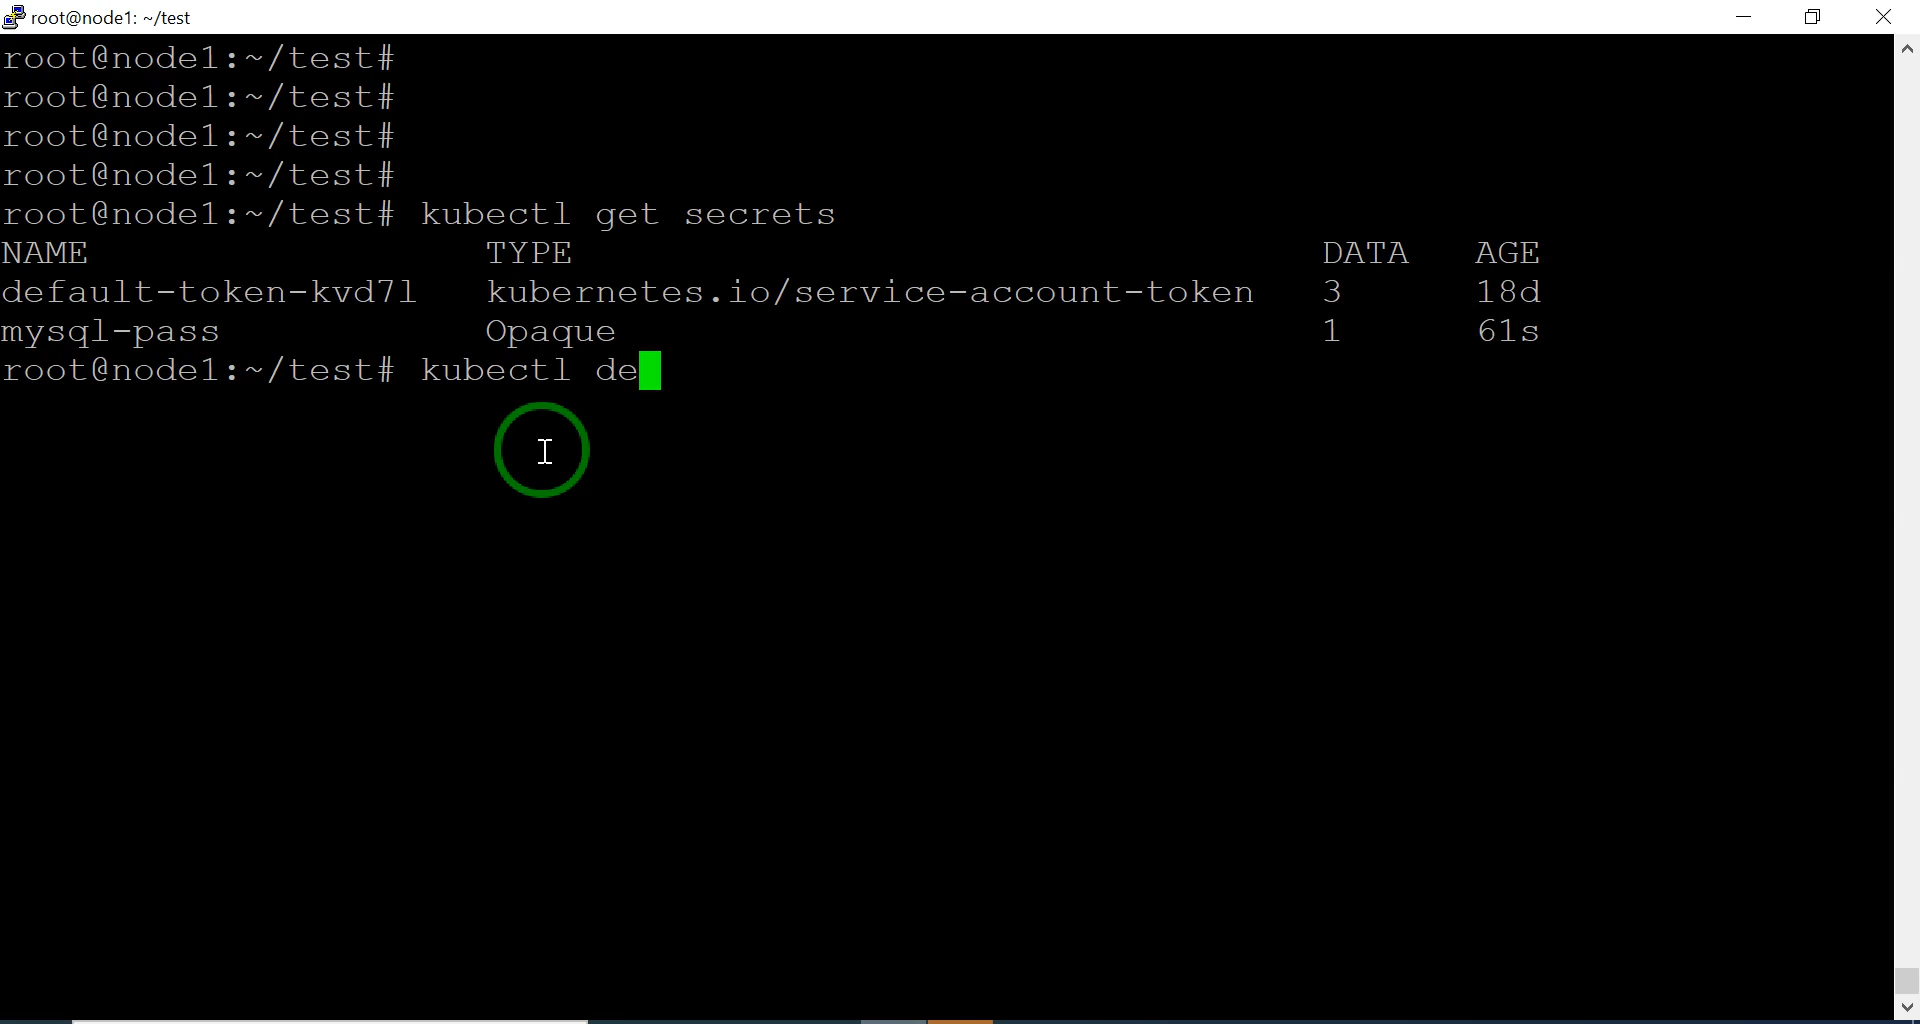 root@node1: ~/test
root@node1:~/test#
root@node1:~/test#
root@node1:~/test#
root@node1:~/test#
root@node1:~/test# kubectl get secrets
NAME TYPE DATA AGE
default-token-kvd7l kubernetes.io/service-account-token 3 18d
mysql-pass Opaque 1 61s
root@node1:~/test# kubectl de